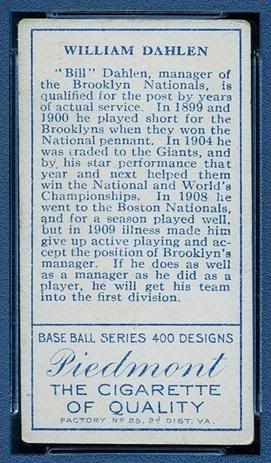 WILLIAM DAHLEN
"Bill" Dahlen, manager of
the Brooklyn Nationals, is
qualified for the post by years
of actual service. In 1899 and
1900 he played short for the
Brooklyns when they won the
National pennant. In 1904 he
was traded to the Giants, and
by his star performance that
year and next helped them
win the National and World's
Championships. In 1908 he
went to the Boston Nationals,
and for a season played well,
but in 1909 illness made him
give up active playing and ac-
cept the position of Brooklyn's
manager. If he does as well
as a manager as he did as a
player, he will get his team
into the first division.
BASE BALL SERIES 400 DESIGNS
Piedmont
THE CIGARETTE
OF QUALITY
FACTORY No 25, 2d DIST. VA.